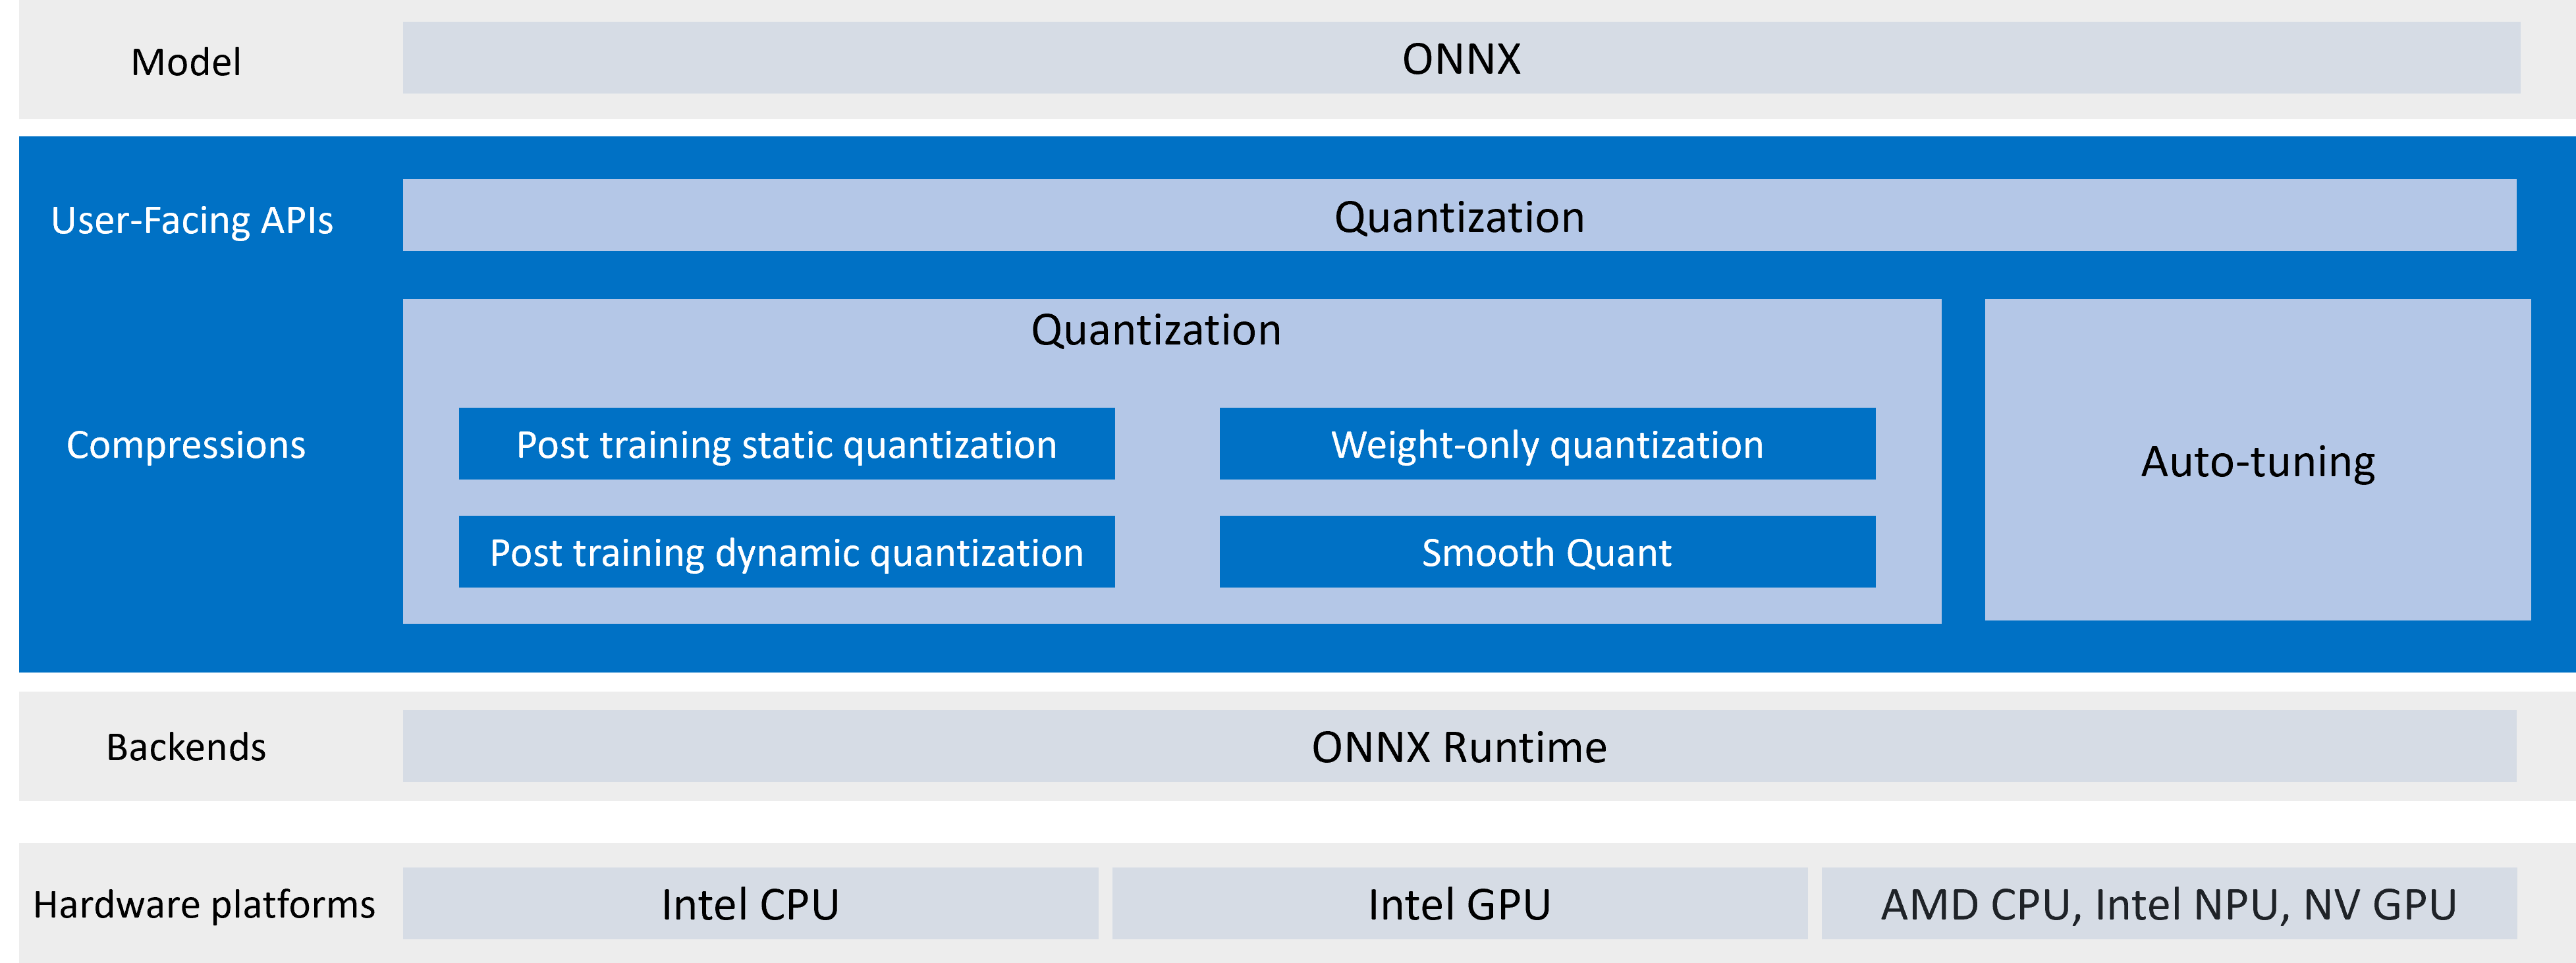 Model
ONNX
User-Facing APIs
Quantization
Compressions
Quantization
Post training static quantization
Weight-only quantization
Post training dynamic quantization
Smooth Quant
Auto-tuning
Backends
ONNX Runtime
Hardware platforms
Intel CPU
Intel GPU
AMD CPU, Intel NPU, NV GPU